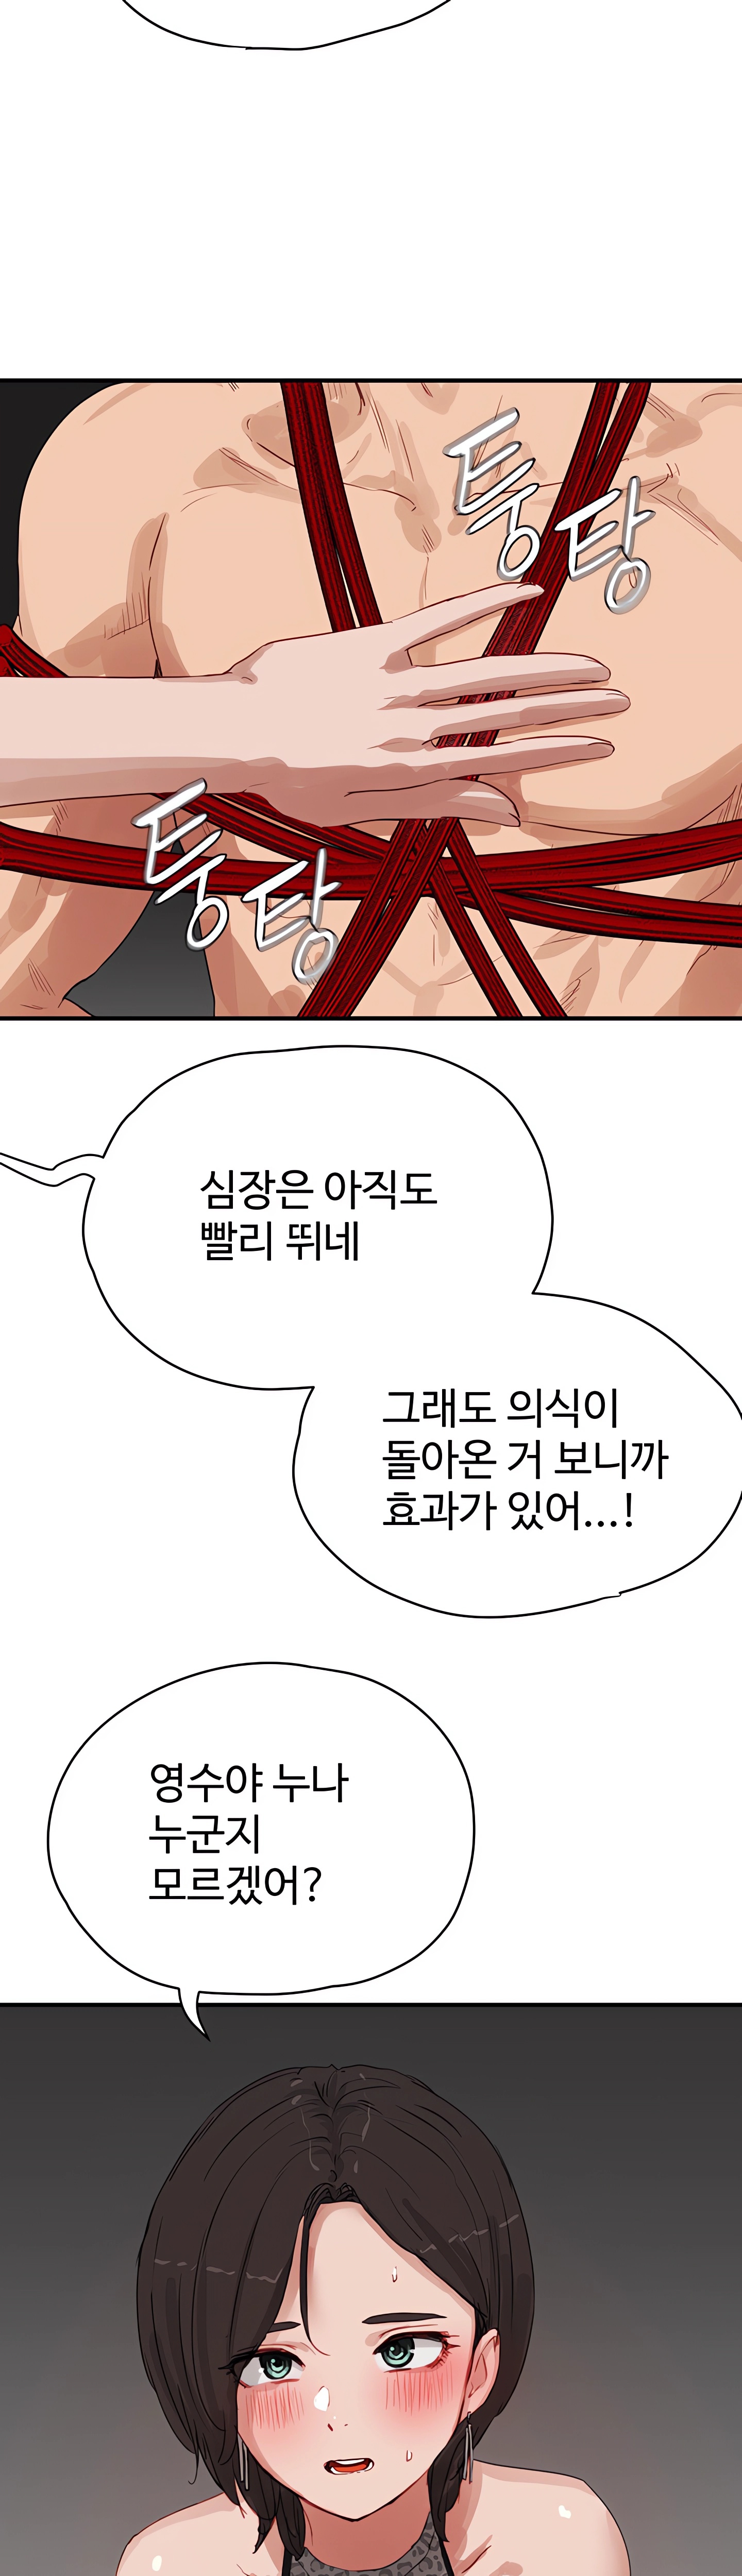 퉁탕
퉁탕
심장은 아직도
빨리 뛰네
그래도 의식이
돌아온 거 보니까
효과가 있어...!
영수야 누나
누군지
모르겠어?